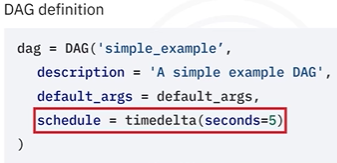 DAG definition
dag = DAG('simple_example’,
description = 'A simple example DAG',
default_args = default_args,
schedule = timedelta(seconds=5)
)